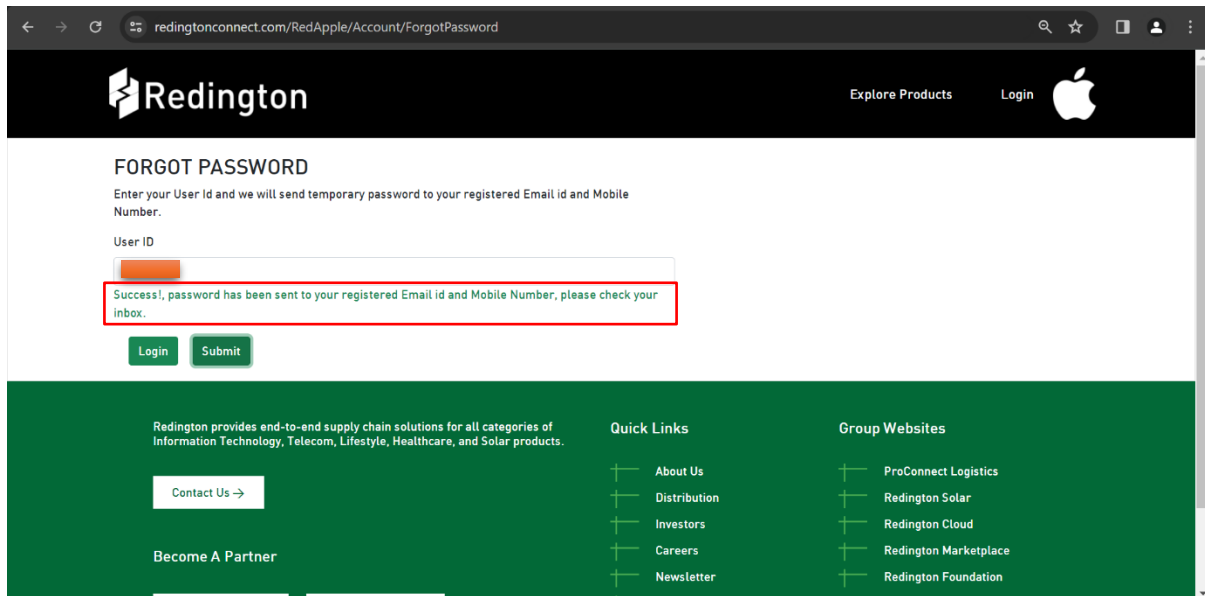 redingtonconnect.com/RedApple/Account/ForgotPassword
Redington
Explore Products
Login
FORGOT PASSWORD
Enter your User Id and we will send temporary password to your registered Email id and Mobile
Number.
User ID
Success!, password has been sent to your registered Email id and Mobile Number, please check your
inbox.
Login
Submit
Redington provides end-to-end supply chain solutions for all categories of
Information Technology, Telecom, Lifestyle, Healthcare, and Solar products.
Contact Us →
Become A Partner
Quick Links
About Us
Distribution
Investors
Careers
Newsletter
Group Websites
ProConnect Logistics
Redington Solar
Redington Cloud
Redington Marketplace
Redington Foundation